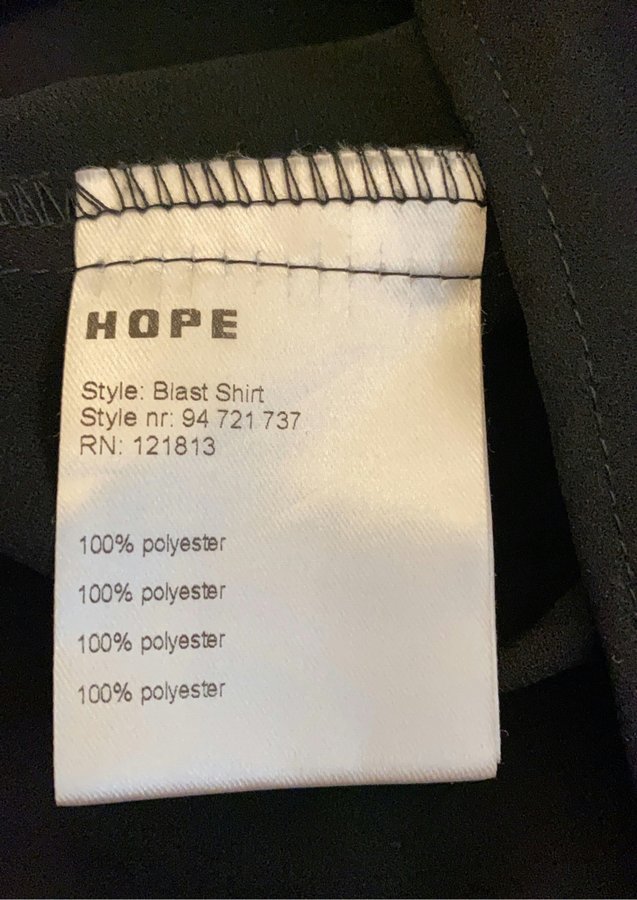 HOPE
Style: Blast Shirt
Style nr: 94 721 737
RN: 121813
100% polyester
100% polyester
100% polyester
100% polyester